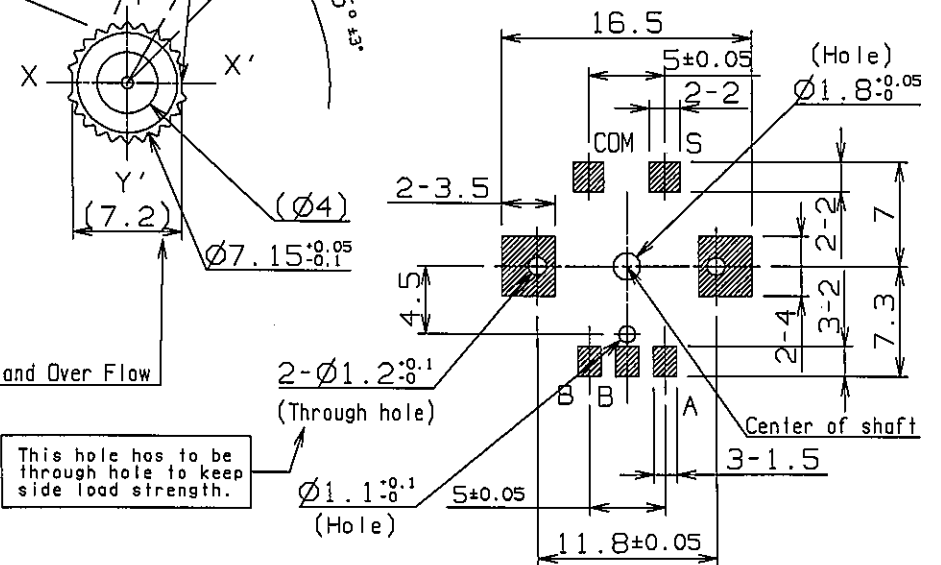 5° ±3°
X
X'
Y'
(7.2)
(Ø4)
Ø7.15 +0.05 -0.1
and Over Flow
This hole has to be
through hole to keep
side load strength.
16.5
5±0.05
2-2
(Hole)
Ø1.8 +0.05 -0
COM
S
2-3.5
4.5
2-2
7
2-4
3-2
7.3
2-Ø1.2 +0.1 -0
(Through hole)
B
B
A
Center of shaft
3-1.5
Ø1.1 +0.1 -0
(Hole)
5±0.05
11.8±0.05